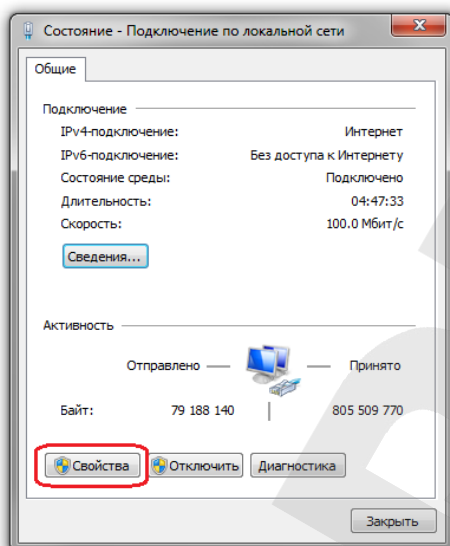 Состояние - Подключение по локальной сети
Общие
Подключение
IPv4-подключение: Интернет
IPv6-подключение: Без доступа к Интернету
Состояние среды: Подключено
Длительность: 04:47:33
Скорость: 100.0 Мбит/с
Сведения...
Активность
Отправлено — Принято
Байт: 79 188 140 805 509 770
Свойства Отключить Диагностика
Закрыть